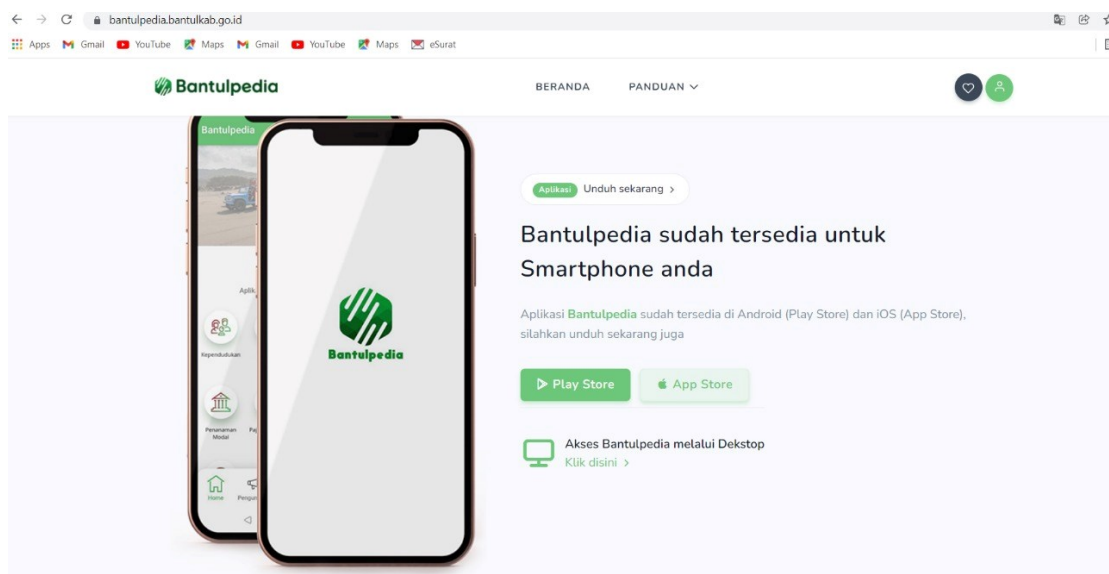 bantulpedia.bantulkab.go.id
Apps Gmail YouTube Maps Gmail YouTube Maps eSurat
Bantulpedia BERANDA PANDUAN
Bantulpedia
Aplikasi Unduh sekarang >
Bantulpedia sudah tersedia untuk
Smartphone anda
Aplik
Aplikasi Bantulpedia sudah tersedia di Android (Play Store) dan iOS (App Store),
silahkan unduh sekarang juga
Kependudukan
Bantulpedia
Play Store App Store
Penanaman
Modal
Akses Bantulpedia melalui Dekstop
Klik disini >
Home Pengun